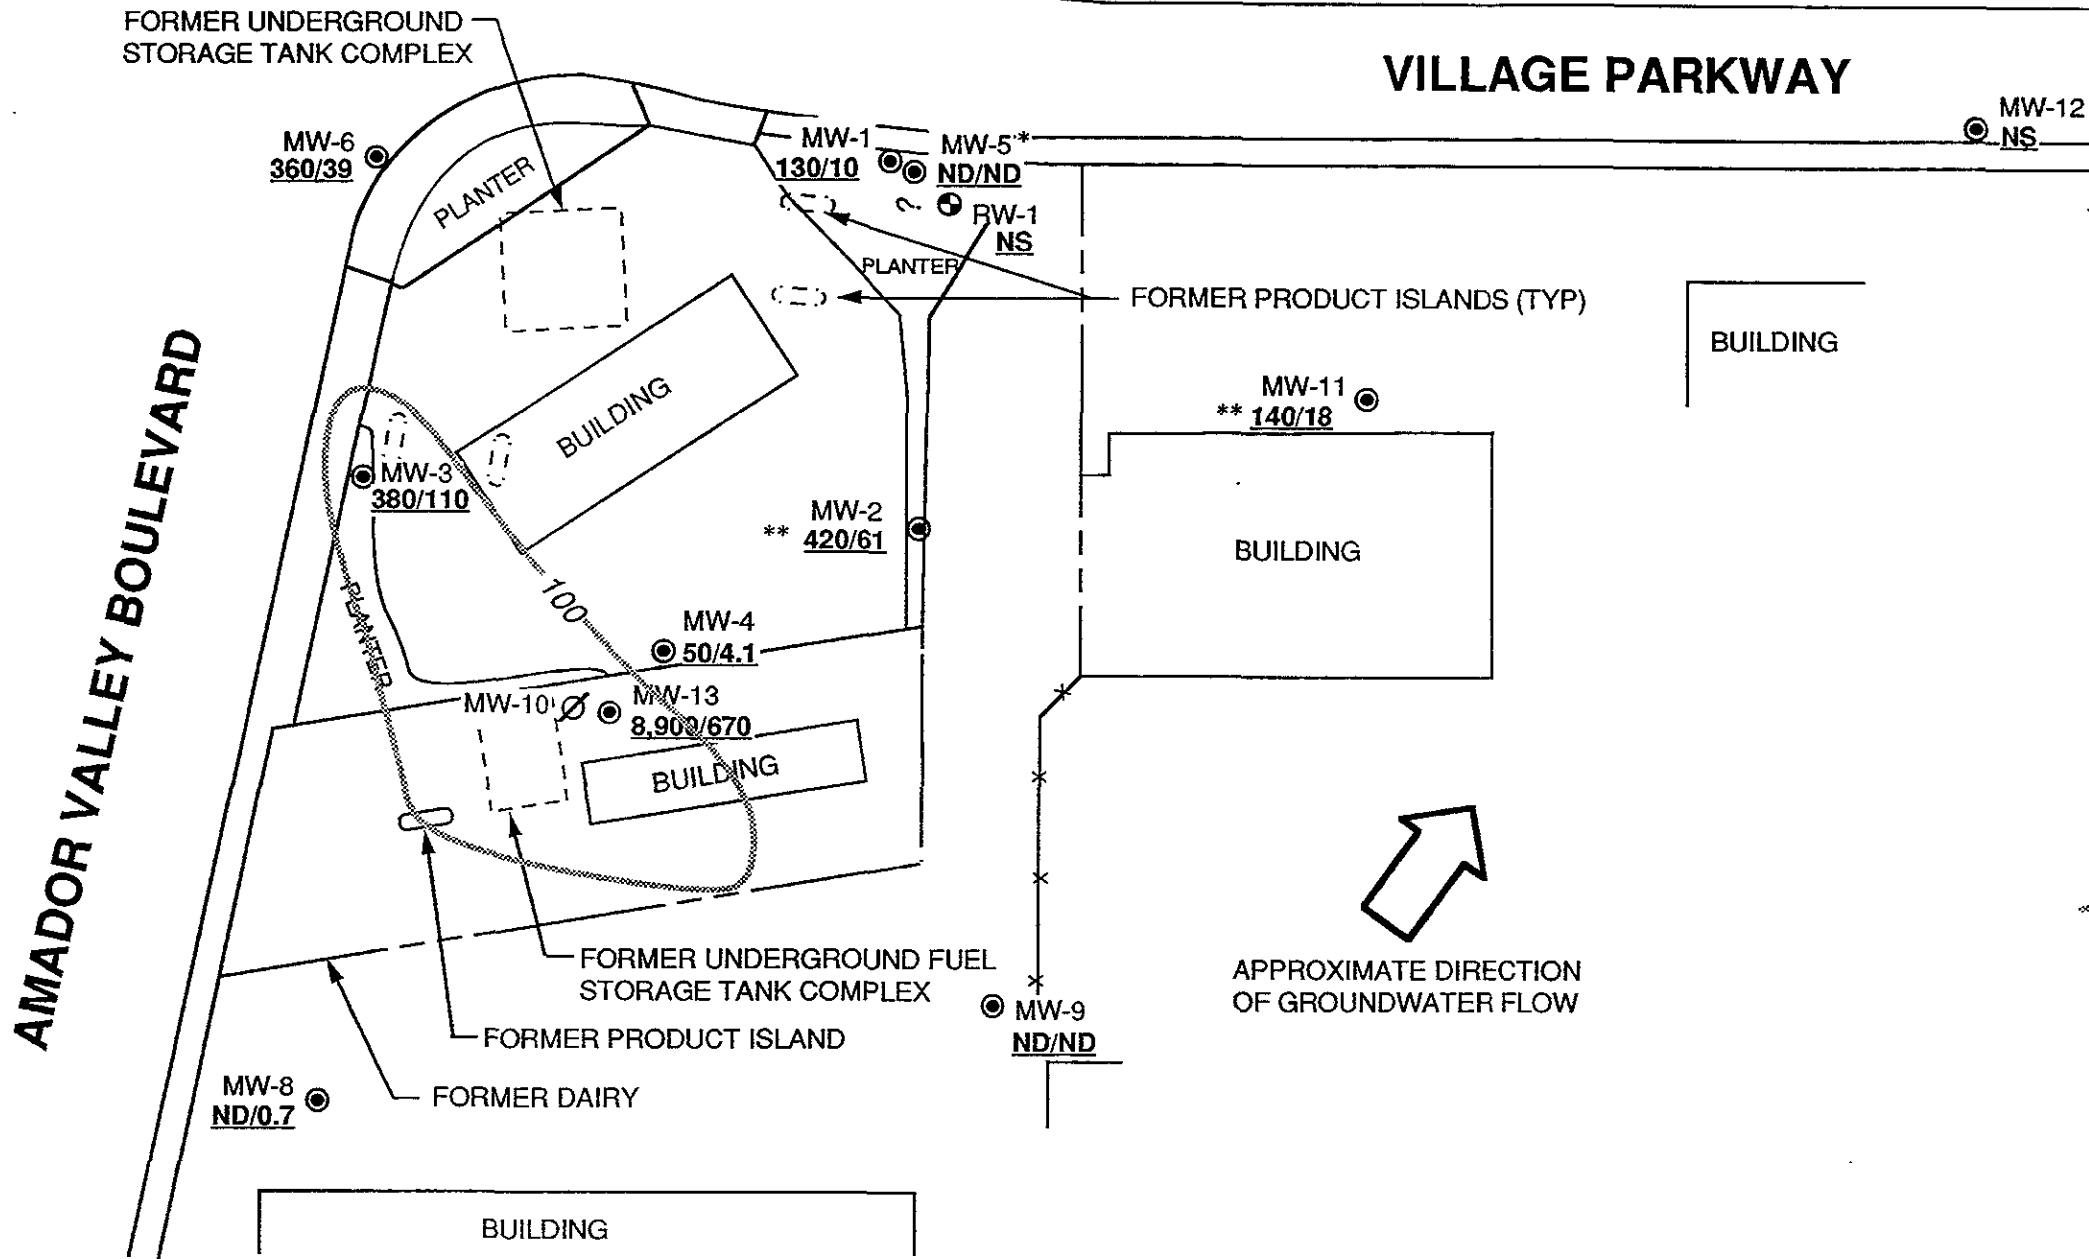 FORMER UNDERGROUND
STORAGE TANK COMPLEX
VILLAGE PARKWAY
MW-12
NS
MW-6
360/39
MW-1
130/10
MW-5*
ND/ND
PLANTER
?
RW-1
NS
PLANTER
FORMER PRODUCT ISLANDS (TYP)
BUILDING
AMADOR VALLEY BOULEVARD
BUILDING
MW-11
** 140/18
MW-3
380/110
MW-2
** 420/61
BUILDING
100
PLANTER
MW-4
50/4.1
MW-10
MW-13
8,900/670
BUILDING
FORMER UNDERGROUND FUEL
STORAGE TANK COMPLEX
APPROXIMATE DIRECTION
OF GROUNDWATER FLOW
FORMER PRODUCT ISLAND
MW-9
ND/ND
MW-8
ND/0.7
FORMER DAIRY
BUILDING